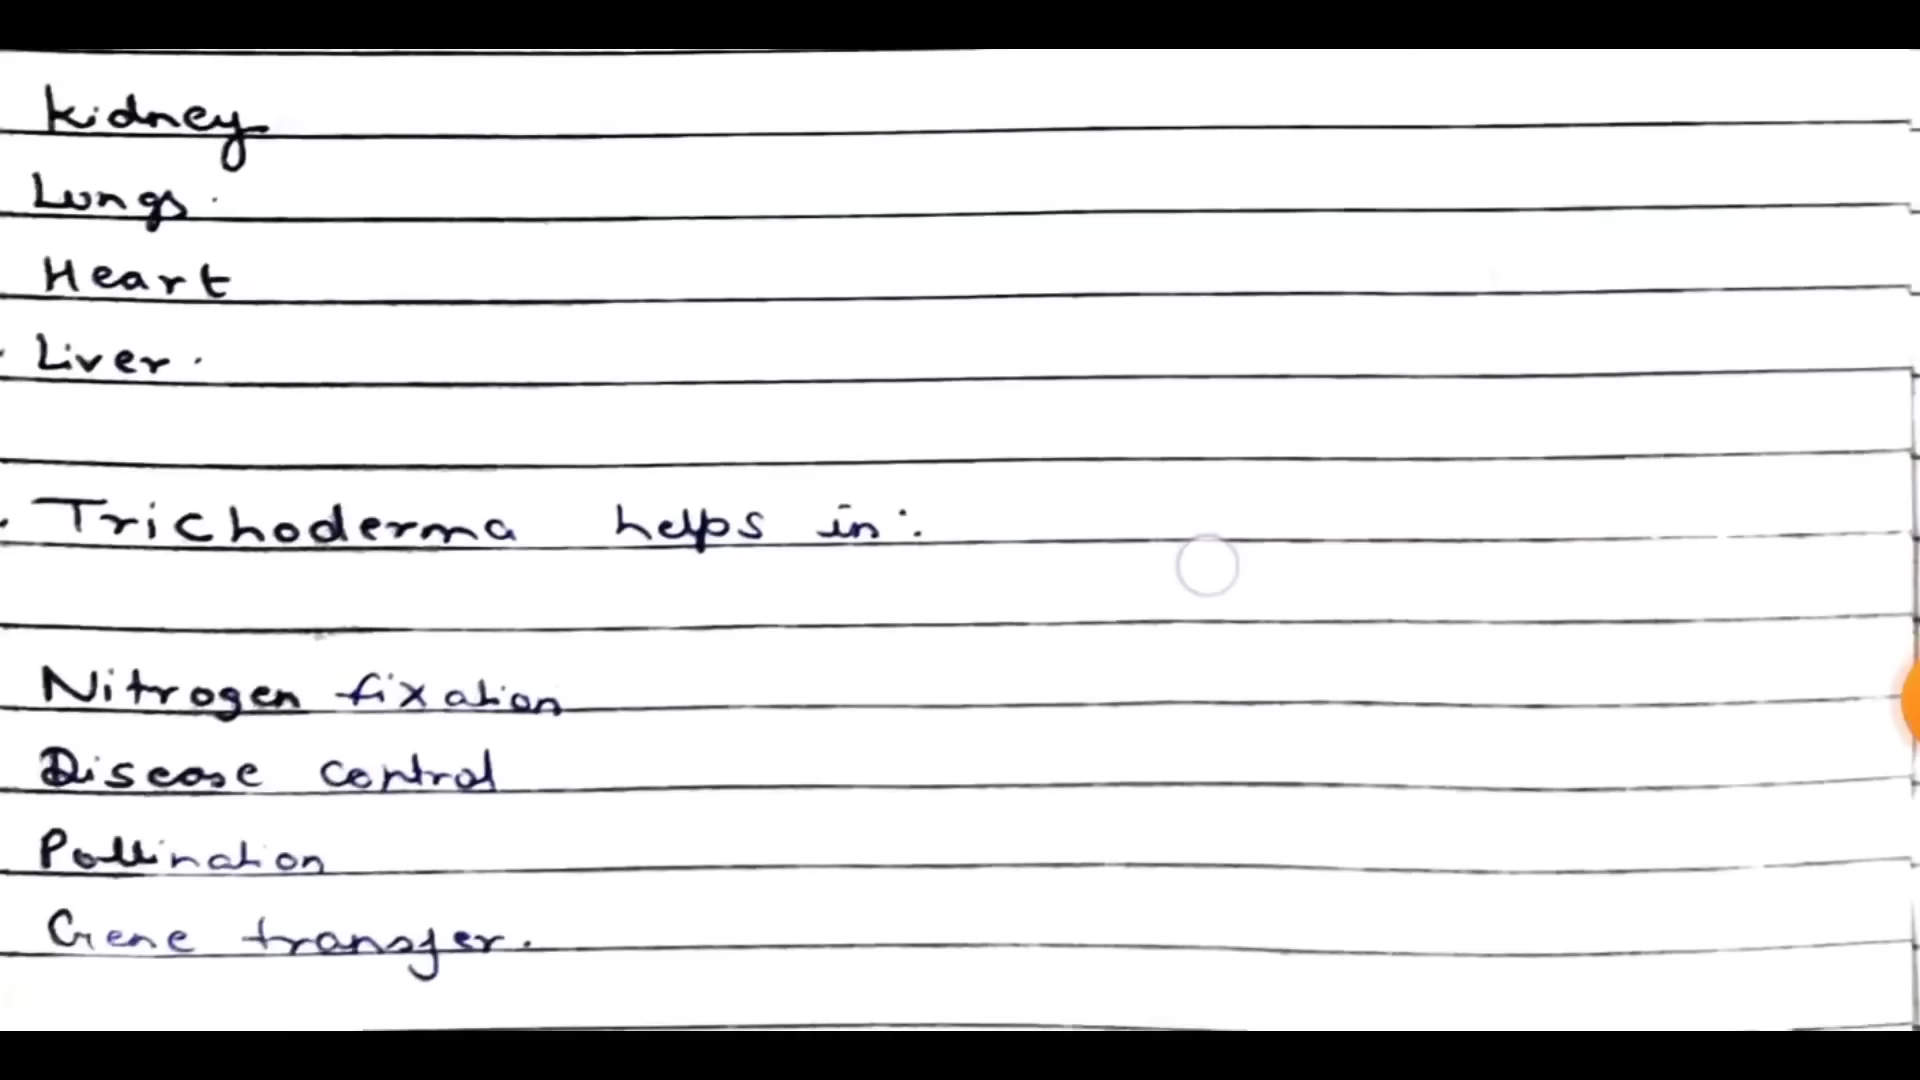 Kidney
Lungs.
Heart
Liver.
. Trichoderma helps in:
Nitrogen fixation
Disease control
Pollination
Gene transfer.